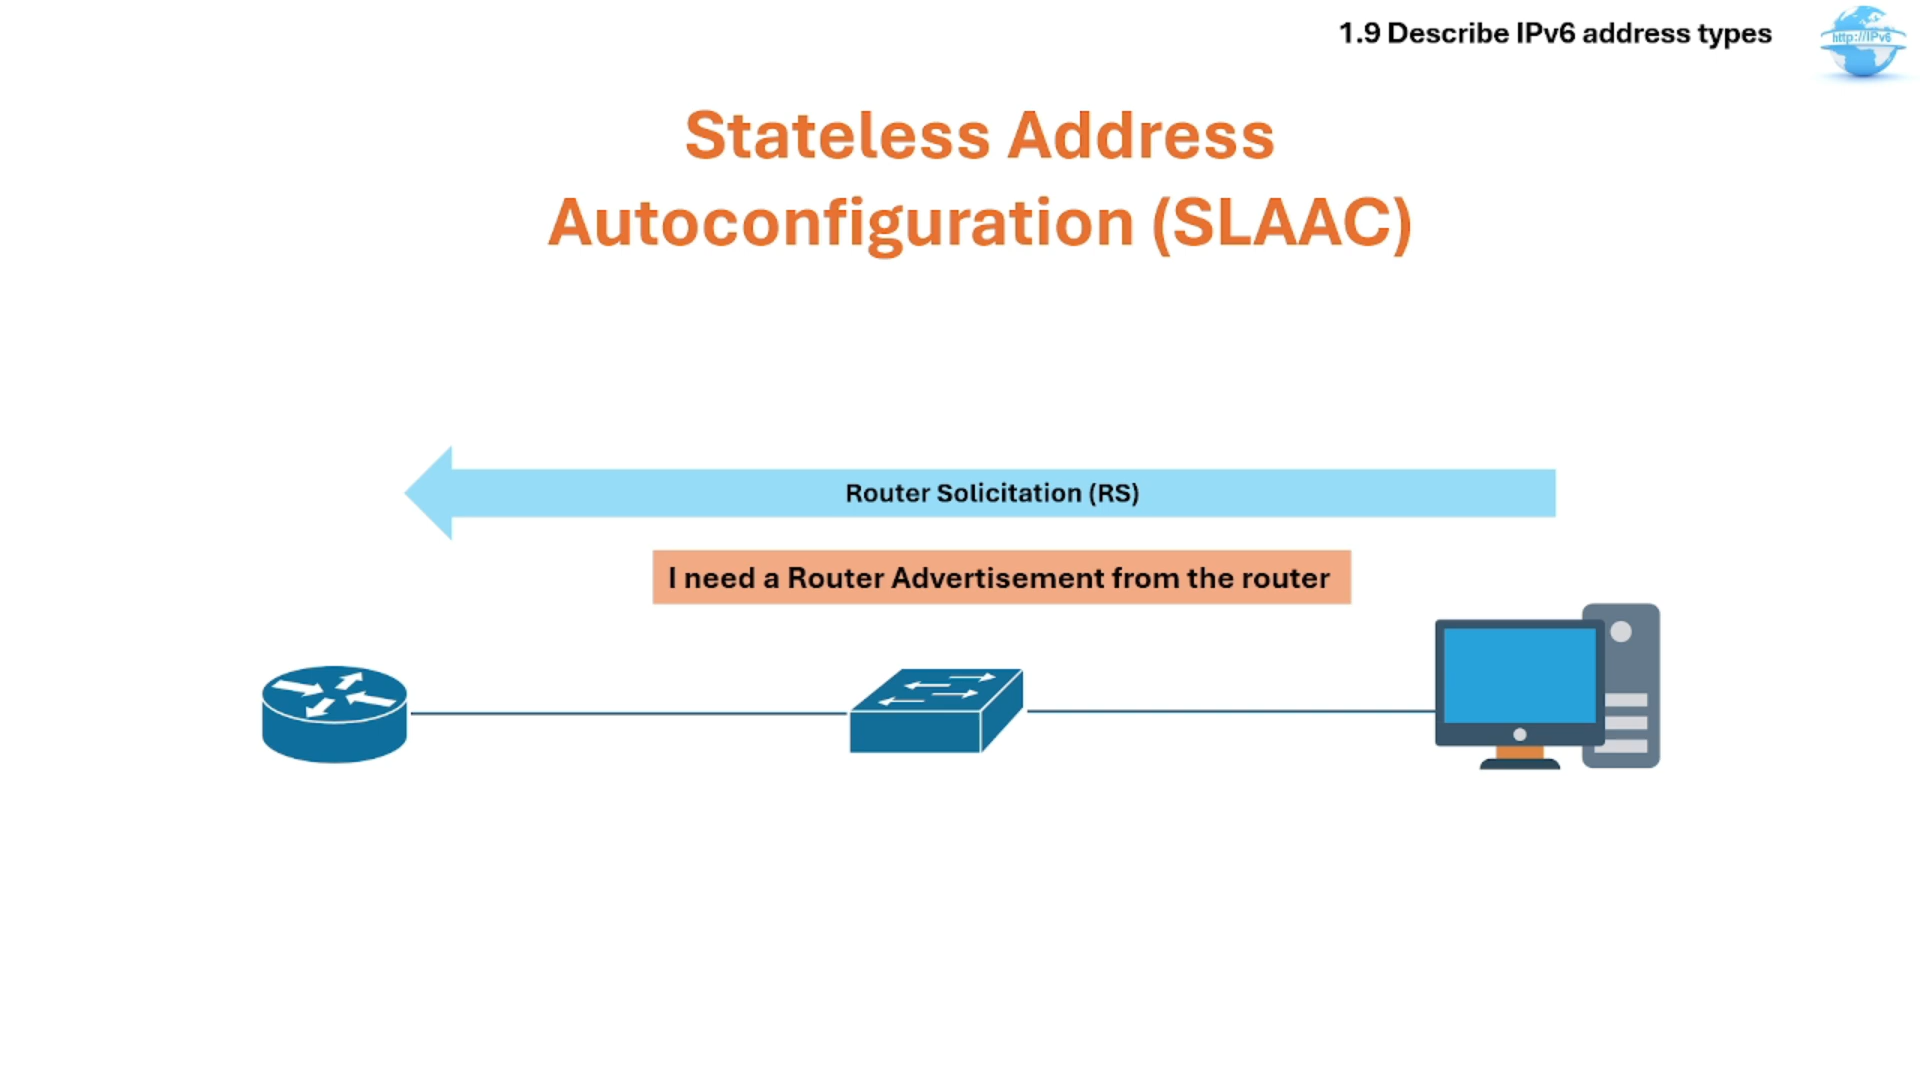 1.9 Describe IPv6 address types
http://IPv6
Stateless Address
Autoconfiguration (SLAAC)
Router Solicitation (RS)
I need a Router Advertisement from the router